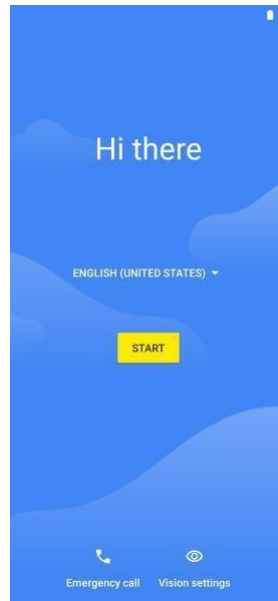 Hi there
ENGLISH (UNITED STATES)
START
Emergency call Vision settings